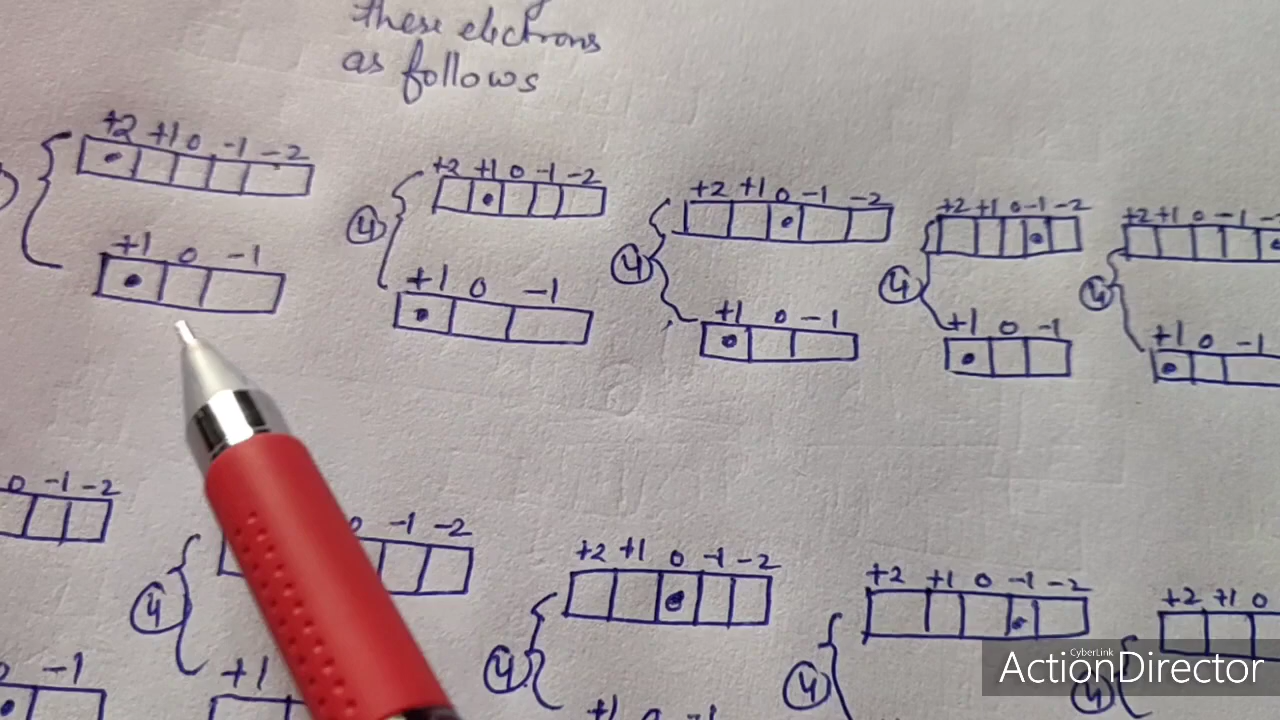 these electrons
as follows
+2 +1 0 -1 -2
+2 +1 0 -1 -2
+2 +1 0 -1 -2
+2 +1 0 -1 -2
+2 +1 0 -1
4
4
4
4
+1 0 -1
+1 0 -1
+1 0 -1
+1 0 -1
+1 0 -1
0 -1 -2
-1 -2
+2 +1 0 -1 -2
+2 +1 0 -1 -2
+2 +1 0
4
4
4
4
-1
+1
+1 0 -1
CyberLink
ActionDirector